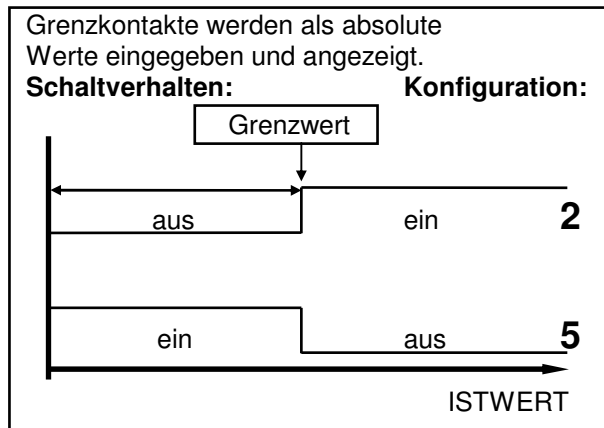 Grenzkontakte werden als absolute
Werte eingegeben und angezeigt.
Schaltverhalten: Konfiguration:
Grenzwert
aus ein 2
ein aus 5
ISTWERT